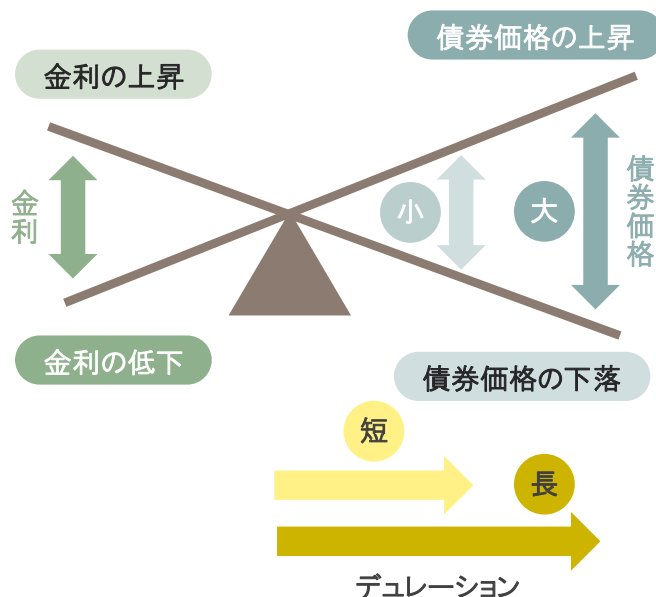 債券価格の上昇
金利の上昇
金利
小
大
債券価格
金利の低下
債券価格の下落
短
長
デュレーション